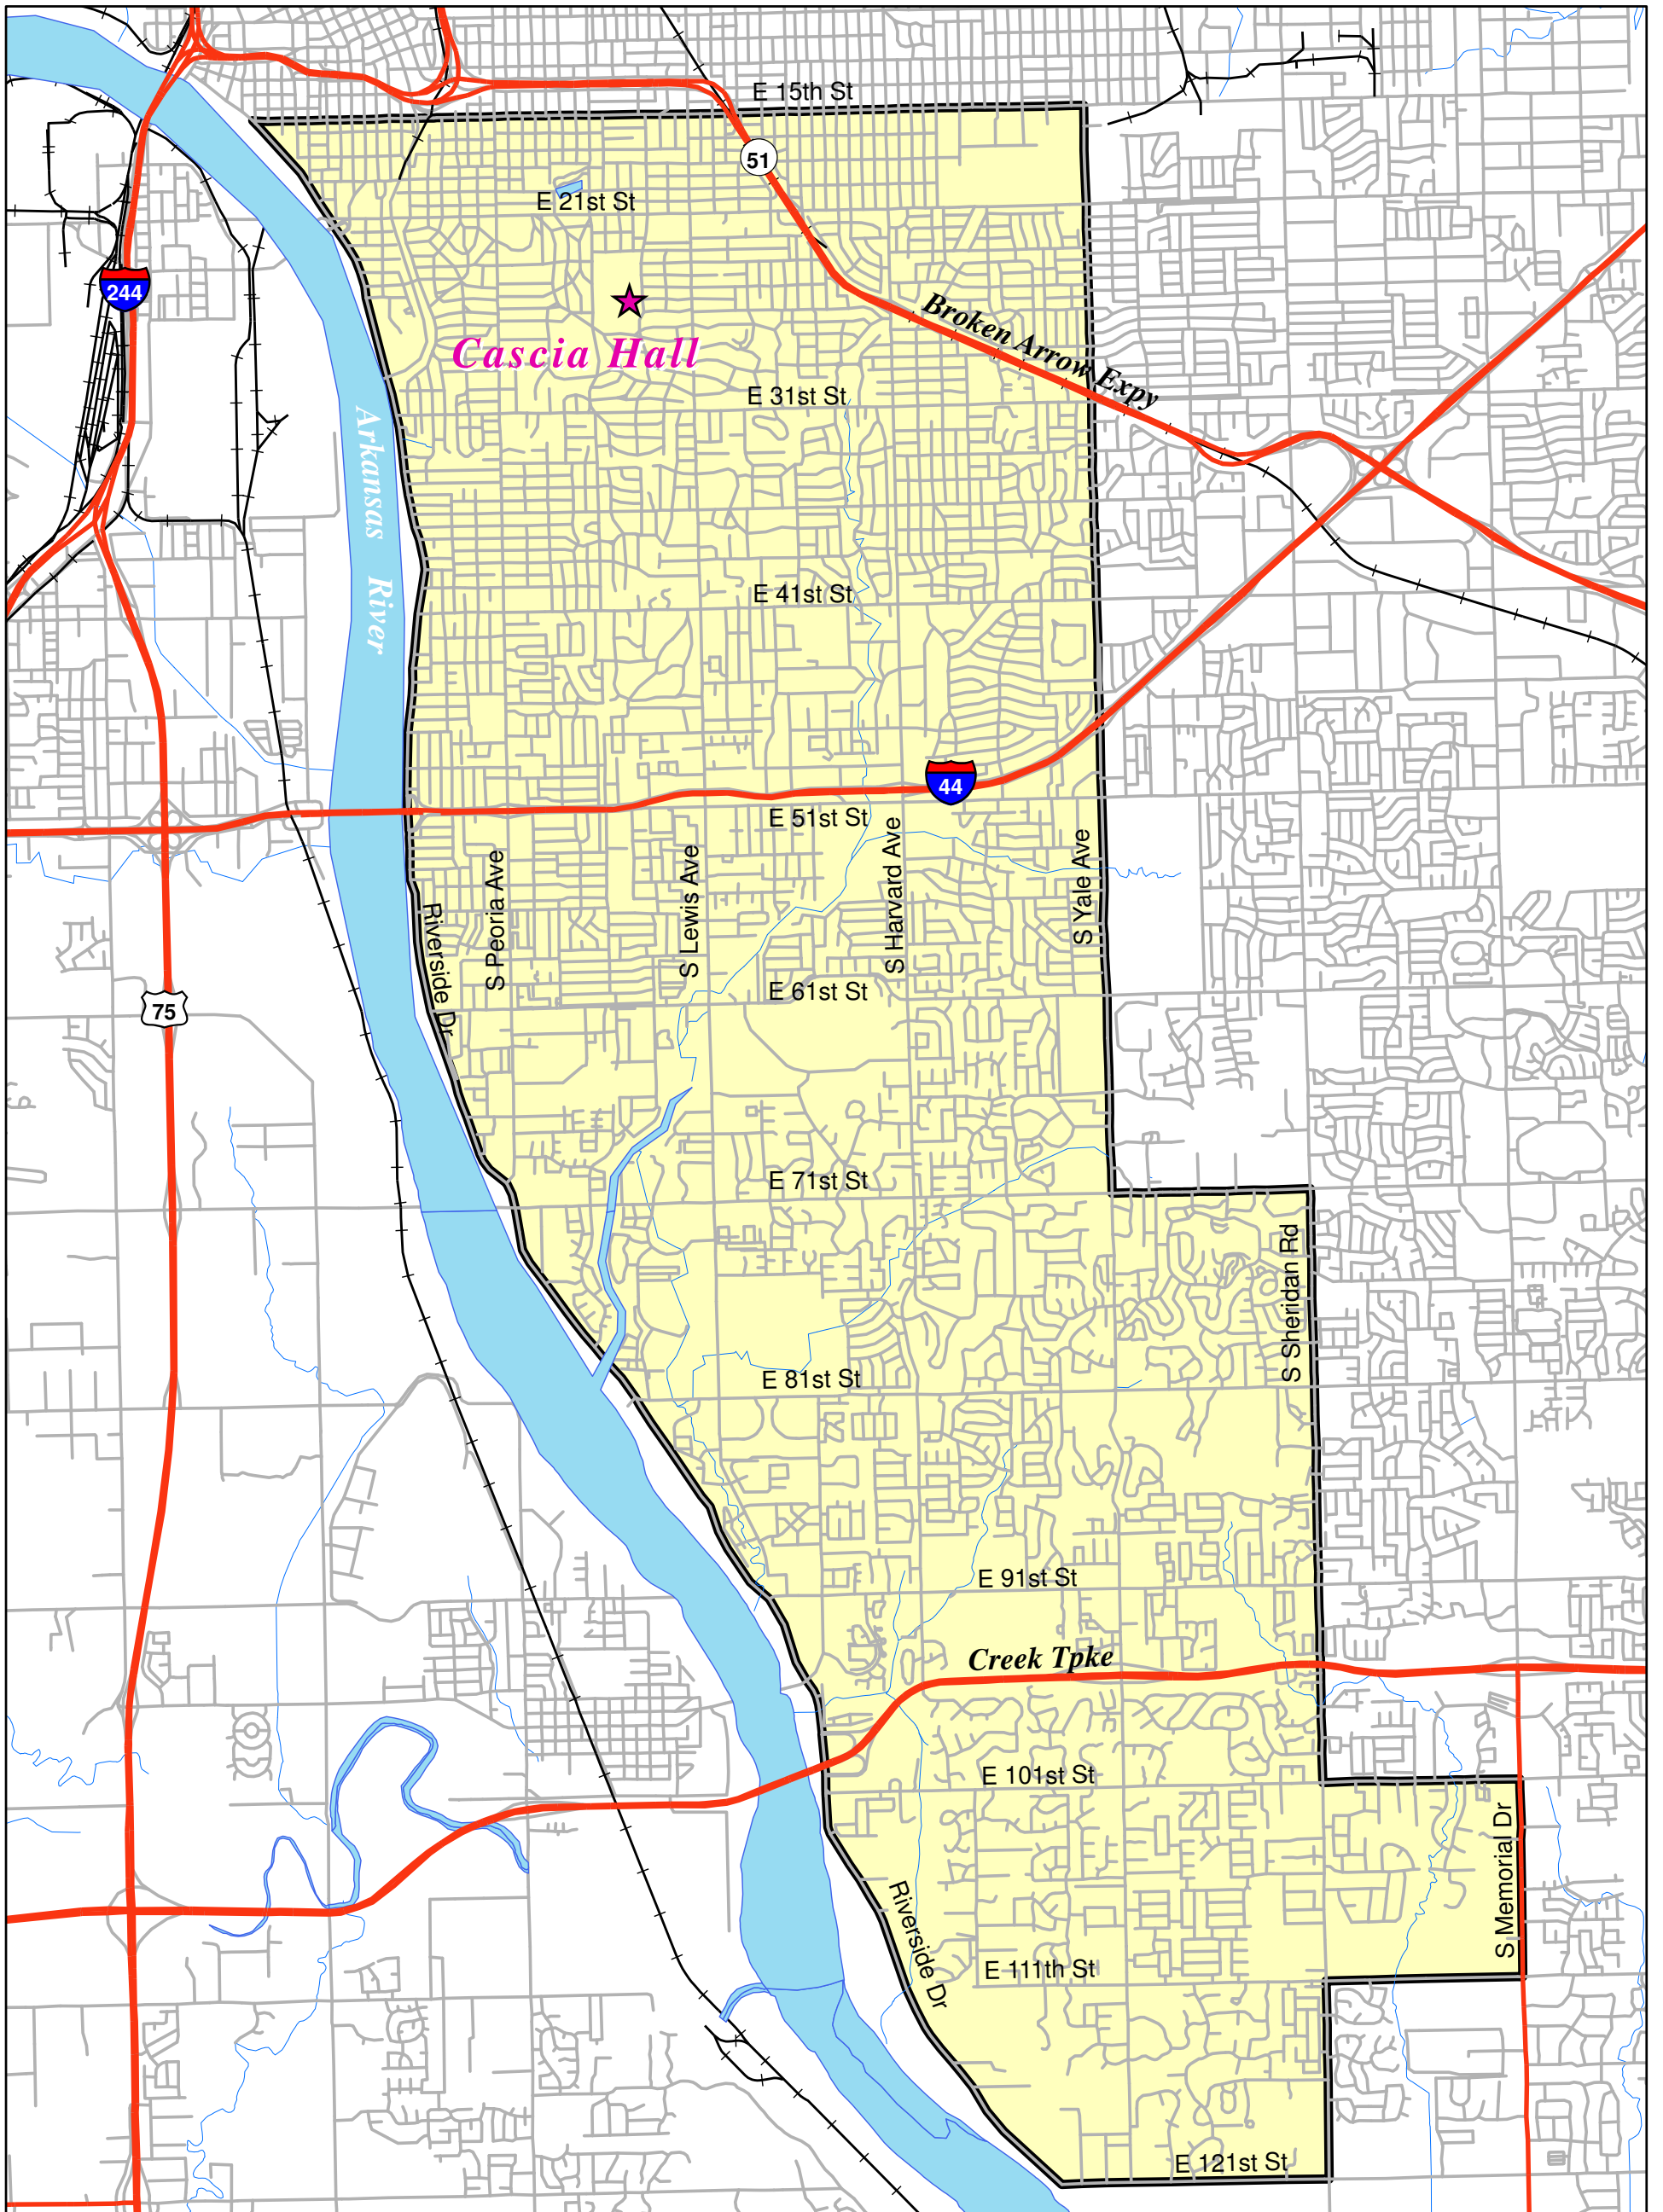 E 15th St
51
E 21st St
244
Broken Arrow Expy
Cascia Hall
E 31st St
Arkansas River
E 41st St
44
E 51st St
S Peoria Ave
S Lewis Ave
S Harvard Ave
S Yale Ave
Riverside Dr
E 61st St
75
E 71st St
S Sheridan Rd
E 81st St
E 91st St
Creek Tpke
E 101st St
S Memorial Dr
Riverside Dr
E 111th St
E 121st St